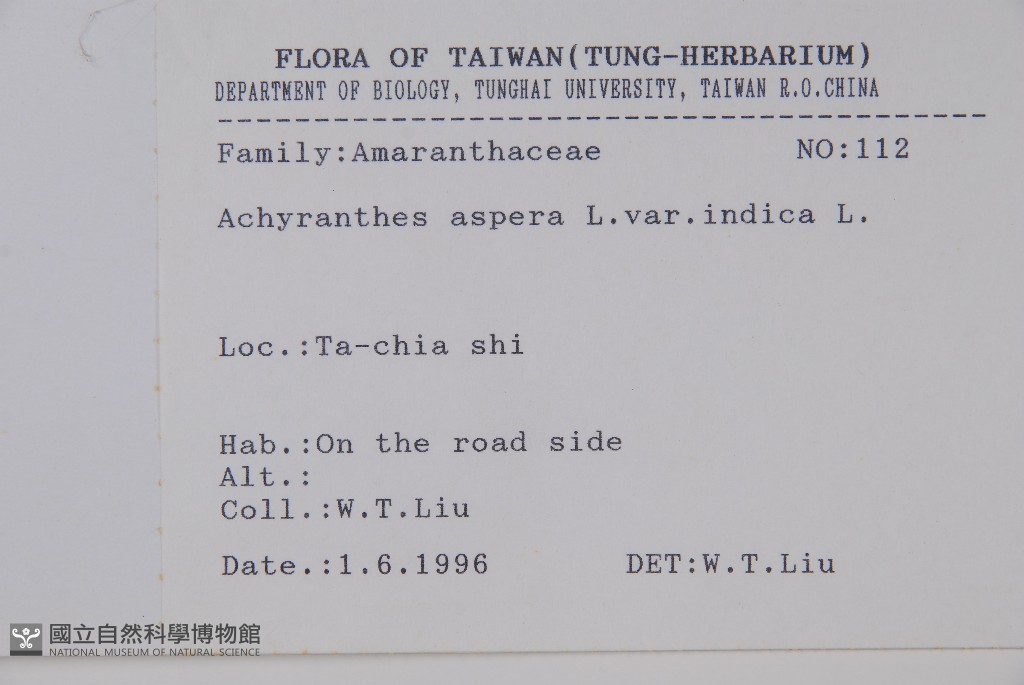 FLORA OF TAIWAN(TUNG-HERBARIUM)
DEPARTMENT OF BIOLOGY, TUNGHAI UNIVERSITY, TAIWAN R.O.CHINA
Family:Amaranthaceae NO:112
Achyranthes aspera L.var.indica L.
Loc.:Ta-chia shi
Hab.:On the road side
Alt.:
Coll.:W.T.Liu
Date.:1.6.1996 DET:W.T.Liu
國立自然科學博物館
NATIONAL MUSEUM OF NATURAL SCIENCE